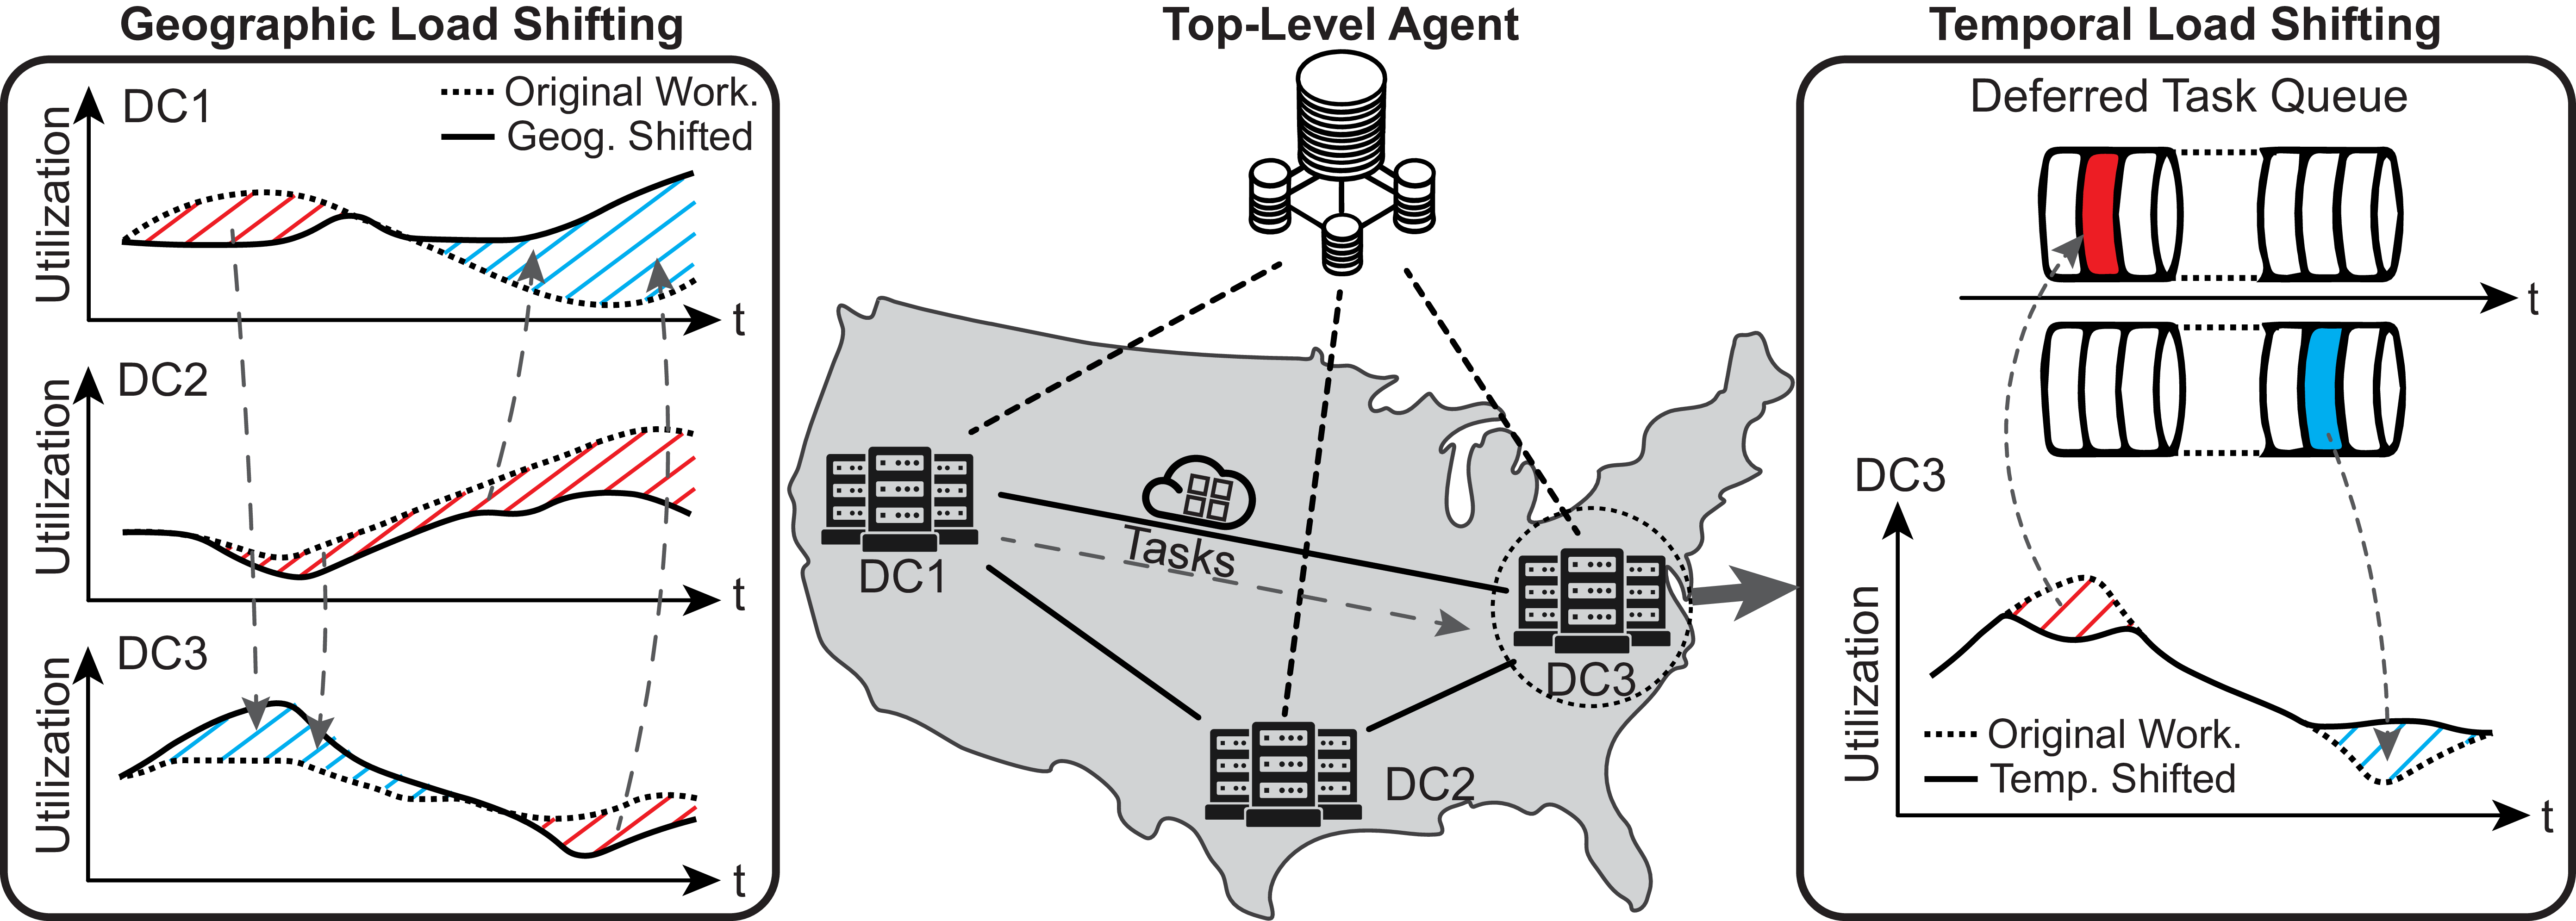 Geographic Load Shifting
DC1
Original Work.
Geog. Shifted
Utilization
t
DC2
Utilization
t
DC3
Utilization
t
Top-Level Agent
Tasks
DC1
DC3
DC2
Temporal Load Shifting
Deferred Task Queue
t
DC3
Utilization
Original Work.
Temp. Shifted
t